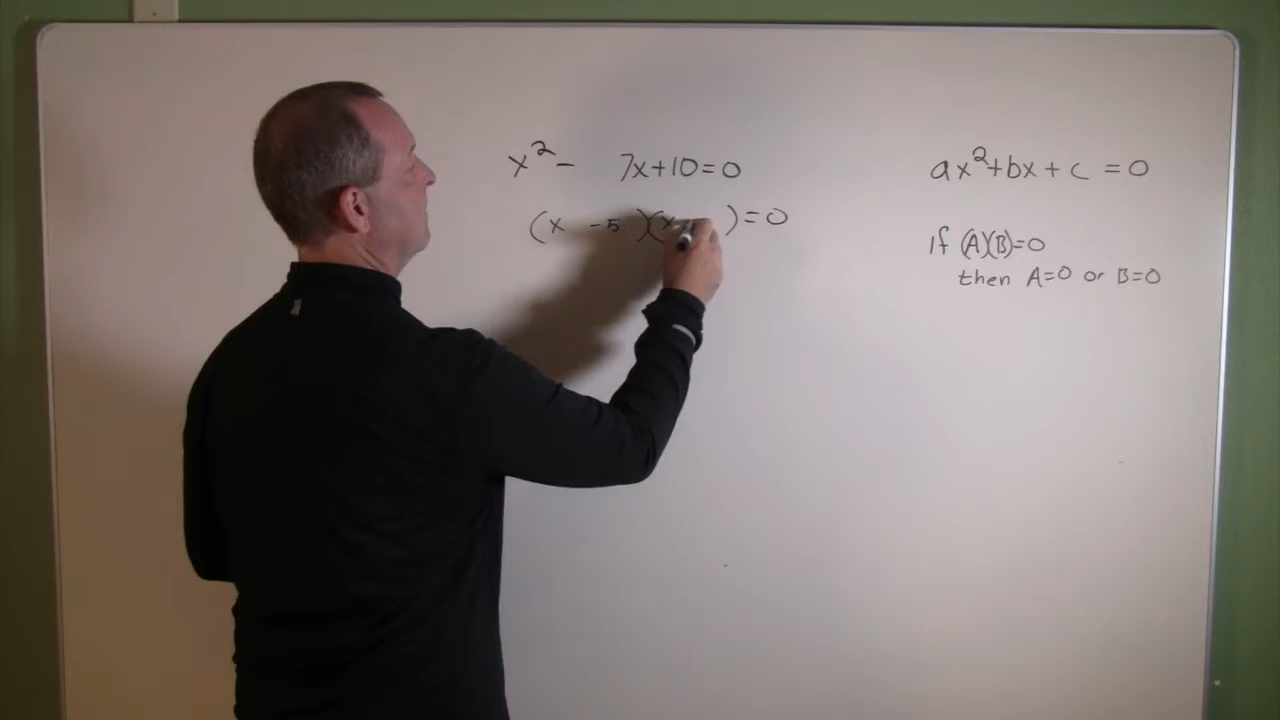 x² - 7x+10=0
(x -5)(x )=0
ax²+bx+c =0
If (A)(B)=0
then A=0 or B=0